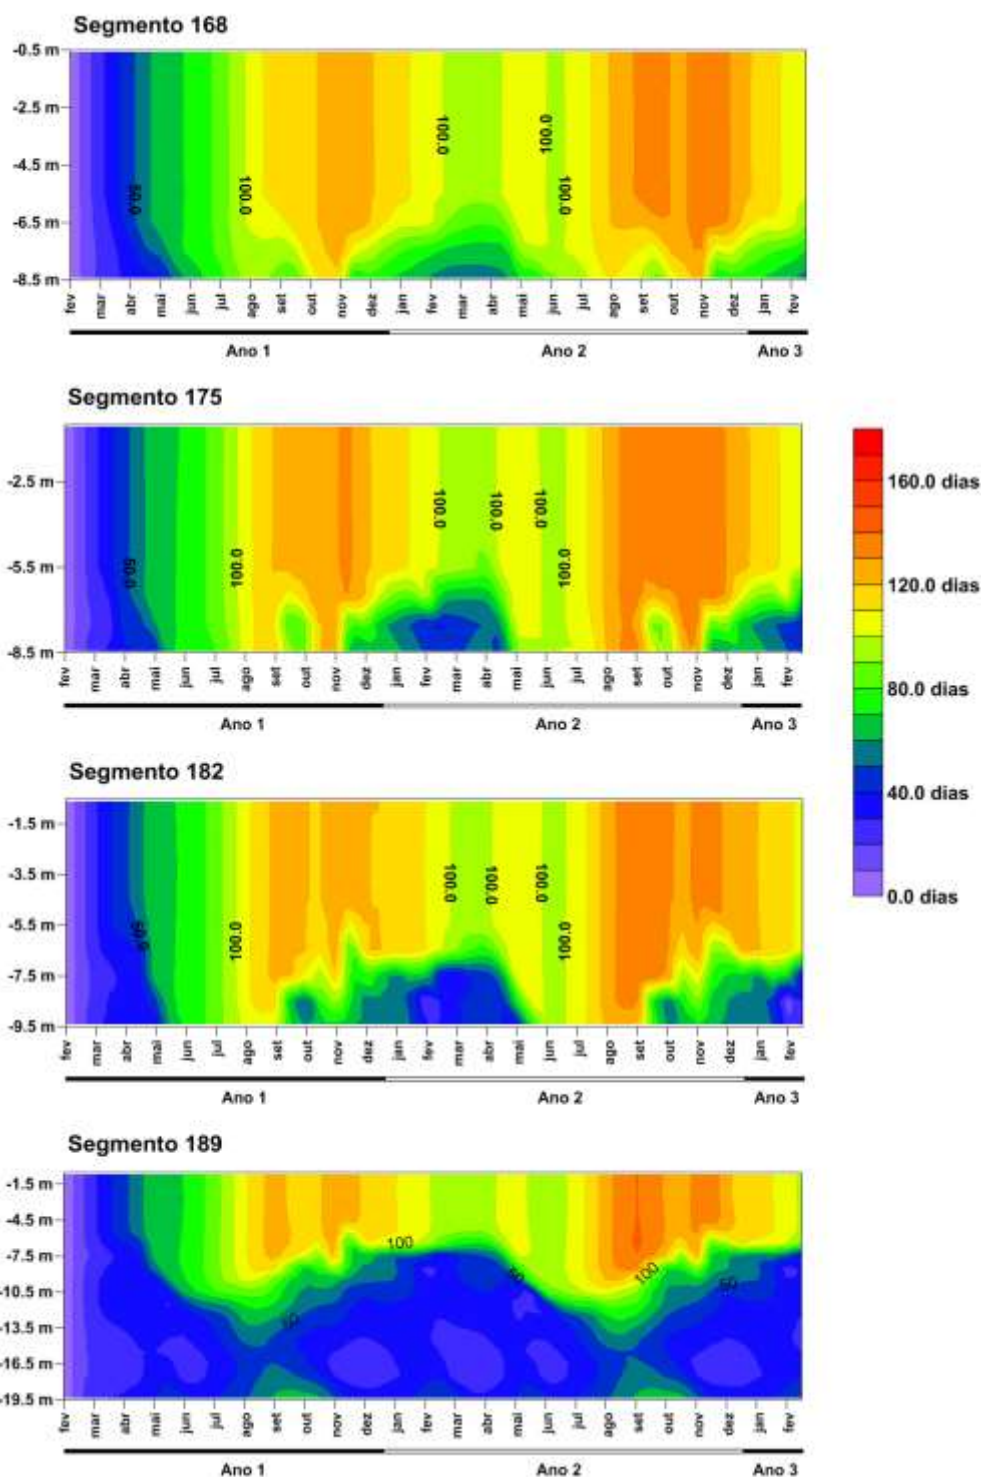 Segmento 168
-0.5 m
-2.5 m
-4.5 m
-6.5 m
-8.5 m
50.0
100.0
100.0
100.0
100.0
fev mar abr mai jun jul ago set out nov dez jan fev mar abr mai jun jul ago set out nov dez jan fev
Ano 1 Ano 2 Ano 3
Segmento 175
-2.5 m
-5.5 m
-8.5 m
50.0
100.0
100.0
100.0
100.0
100.0
fev mar abr mai jun jul ago set out nov dez jan fev mar abr mai jun jul ago set out nov dez jan fev
Ano 1 Ano 2 Ano 3
160.0 dias
120.0 dias
80.0 dias
40.0 dias
0.0 dias
Segmento 182
-1.5 m
-3.5 m
-5.5 m
-7.5 m
-9.5 m
50.0
100.0
100.0
100.0
100.0
100.0
fev mar abr mai jun jul ago set out nov dez jan fev mar abr mai jun jul ago set out nov dez jan fev
Ano 1 Ano 2 Ano 3
Segmento 189
-1.5 m
-4.5 m
-7.5 m
-10.5 m
-13.5 m
-16.5 m
-19.5 m
100
50
50
100
50
fev mar abr mai jun jul ago set out nov dez jan fev mar abr mai jun jul ago set out nov dez jan fev
Ano 1 Ano 2 Ano 3